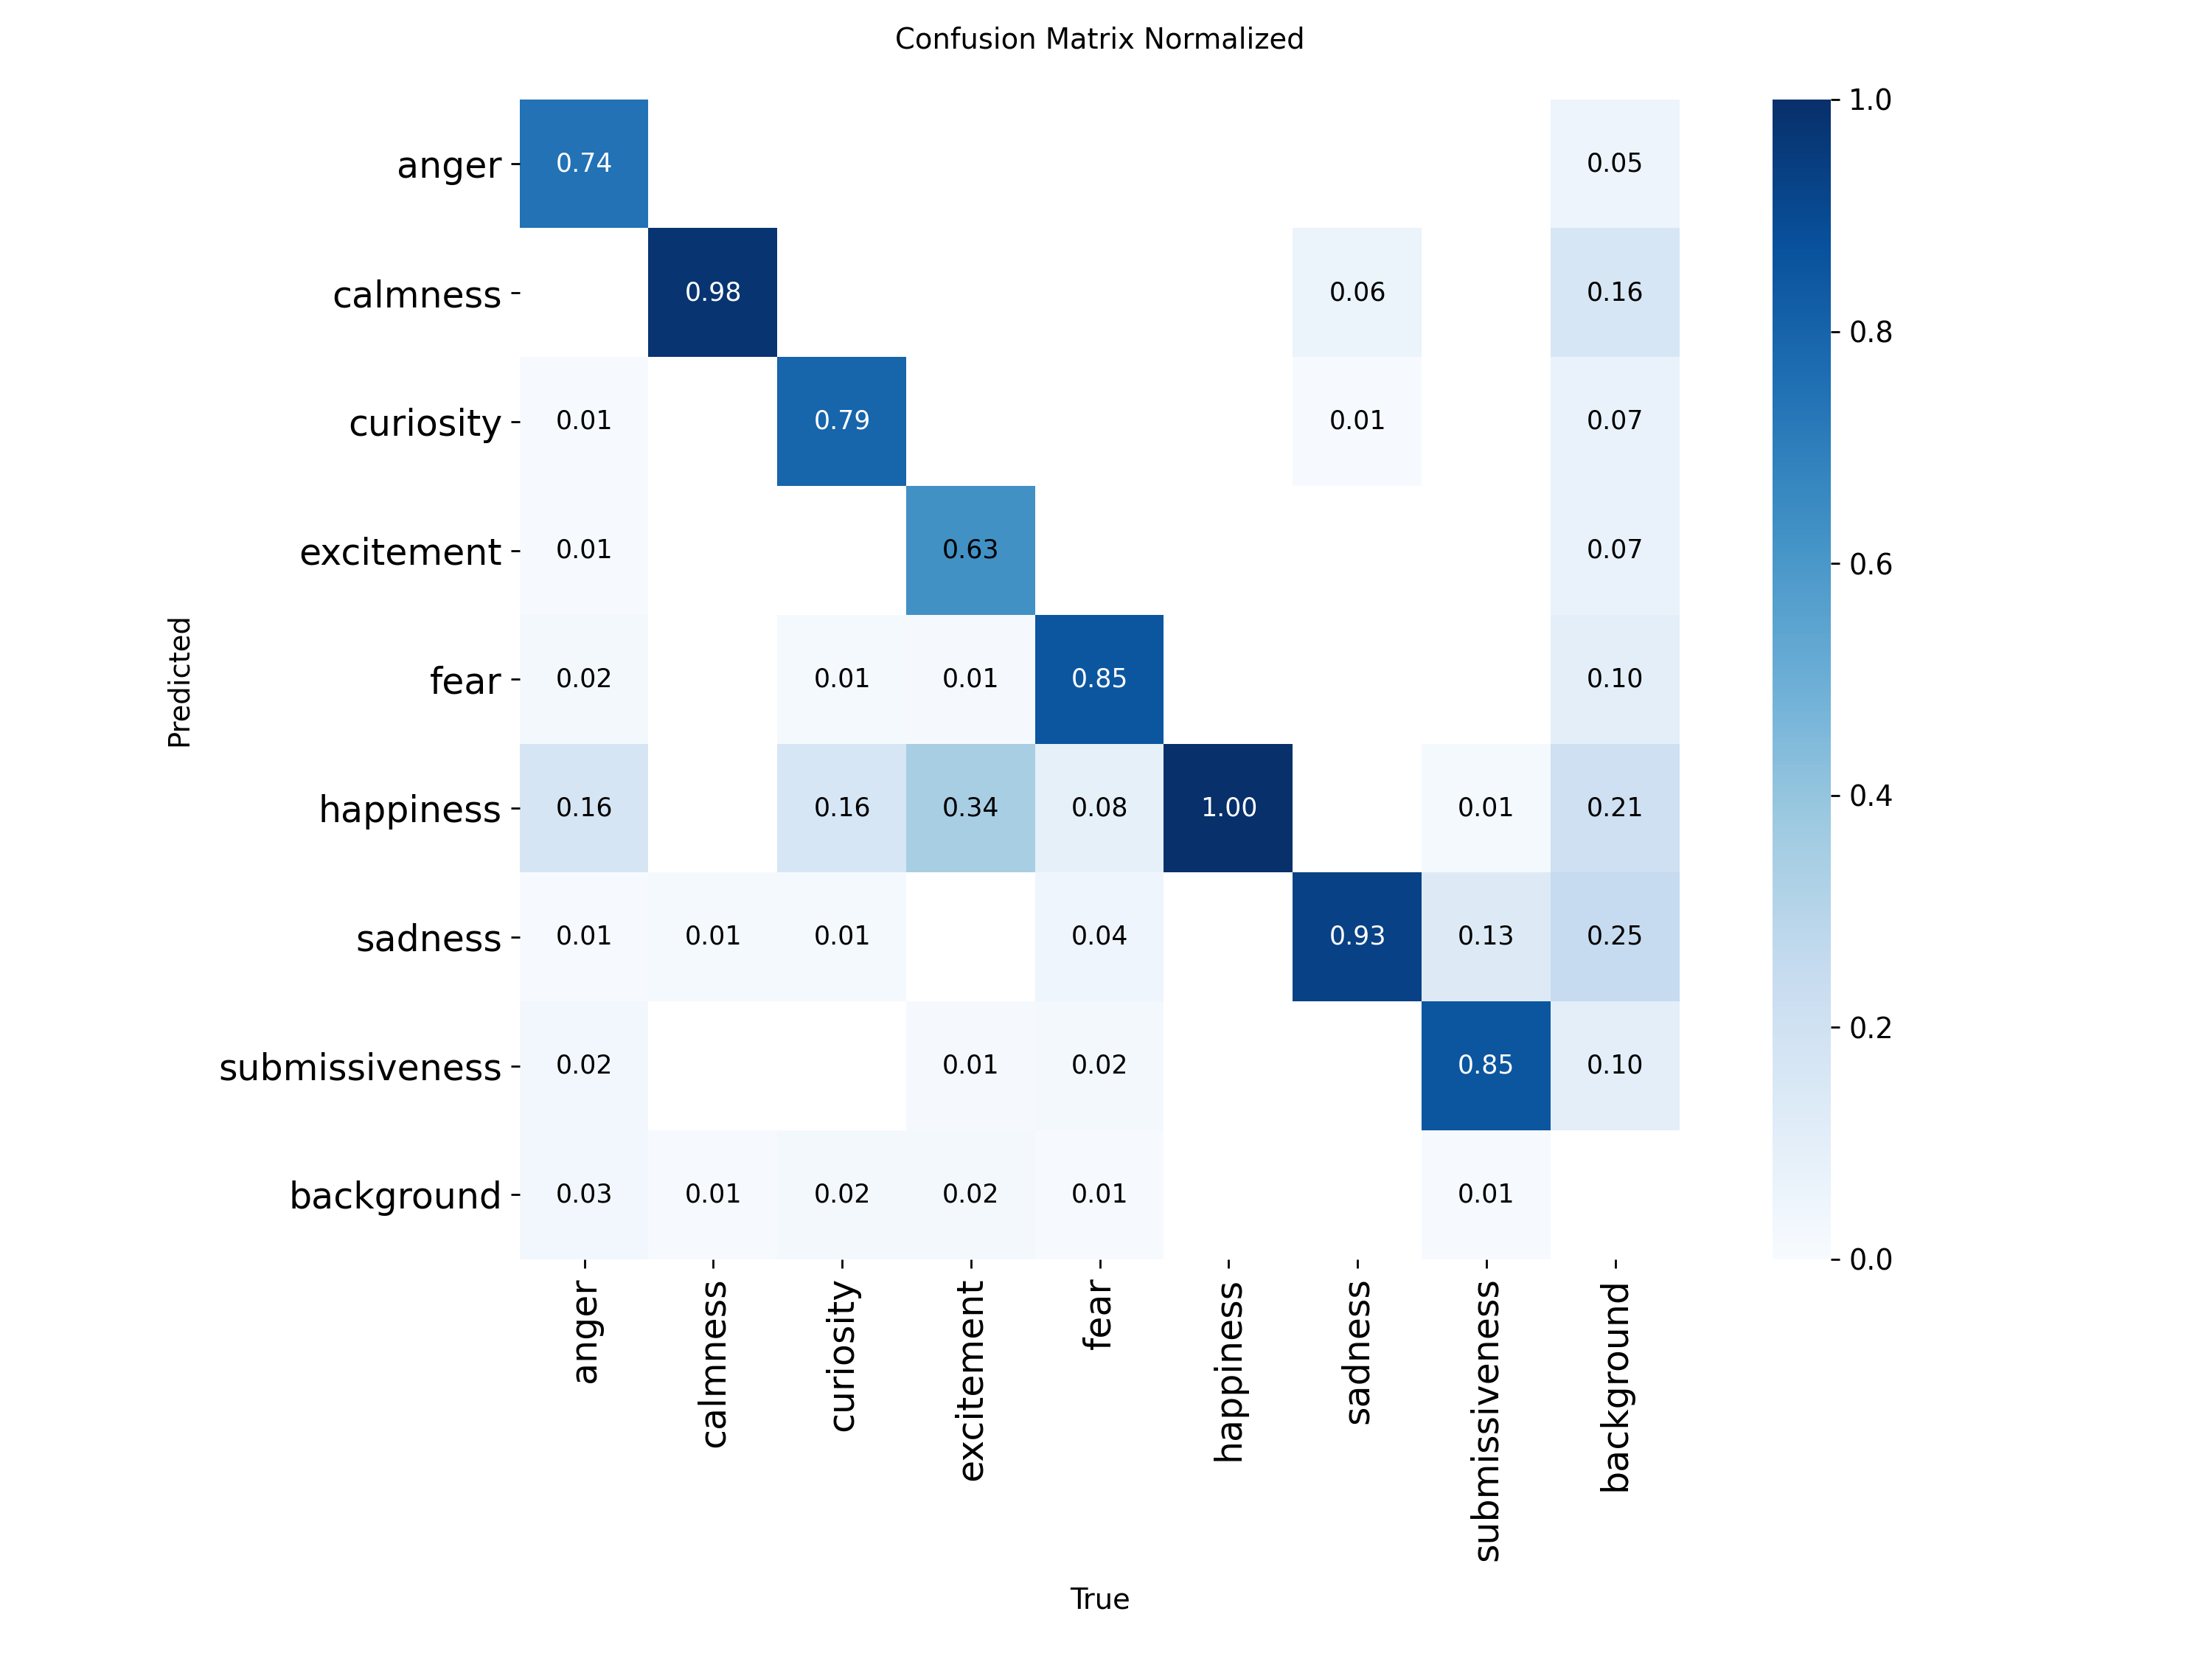 Confusion Matrix Normalized
anger 0.74 0.05
calmness 0.98 0.06 0.16
curiosity 0.01 0.79 0.01 0.07
excitement 0.01 0.63 0.07
fear 0.02 0.01 0.01 0.85 0.10
happiness 0.16 0.16 0.34 0.08 1.00 0.01 0.21
sadness 0.01 0.01 0.01 0.04 0.93 0.13 0.25
submissiveness 0.02 0.01 0.02 0.85 0.10
background 0.03 0.01 0.02 0.02 0.01 0.01
Predicted
anger
calmness
curiosity
excitement
fear
happiness
sadness
submissiveness
background
True
1.0
0.8
0.6
0.4
0.2
0.0